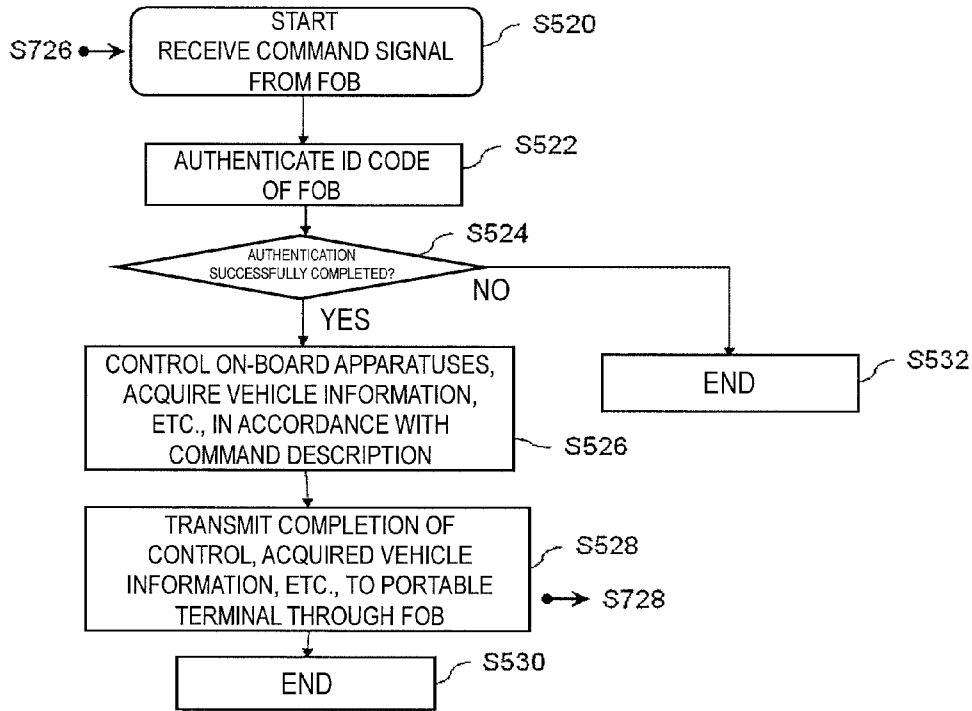 START
S520
S726
RECEIVE COMMAND SIGNAL
FROM FOB
S522
AUTHENTICATE ID CODE
OF FOB
S524
AUTHENTICATION
SUCCESSFULLY COMPLETED?
NO
YES
CONTROL ON-BOARD APPARATUSES,
ACQUIRE VEHICLE INFORMATION,
ETC., IN ACCORDANCE WITH
COMMAND DESCRIPTION
S526
END
S532
TRANSMIT COMPLETION OF
CONTROL, ACQUIRED VEHICLE
INFORMATION, ETC., TO PORTABLE
TERMINAL THROUGH FOB
S528
S728
END
S530